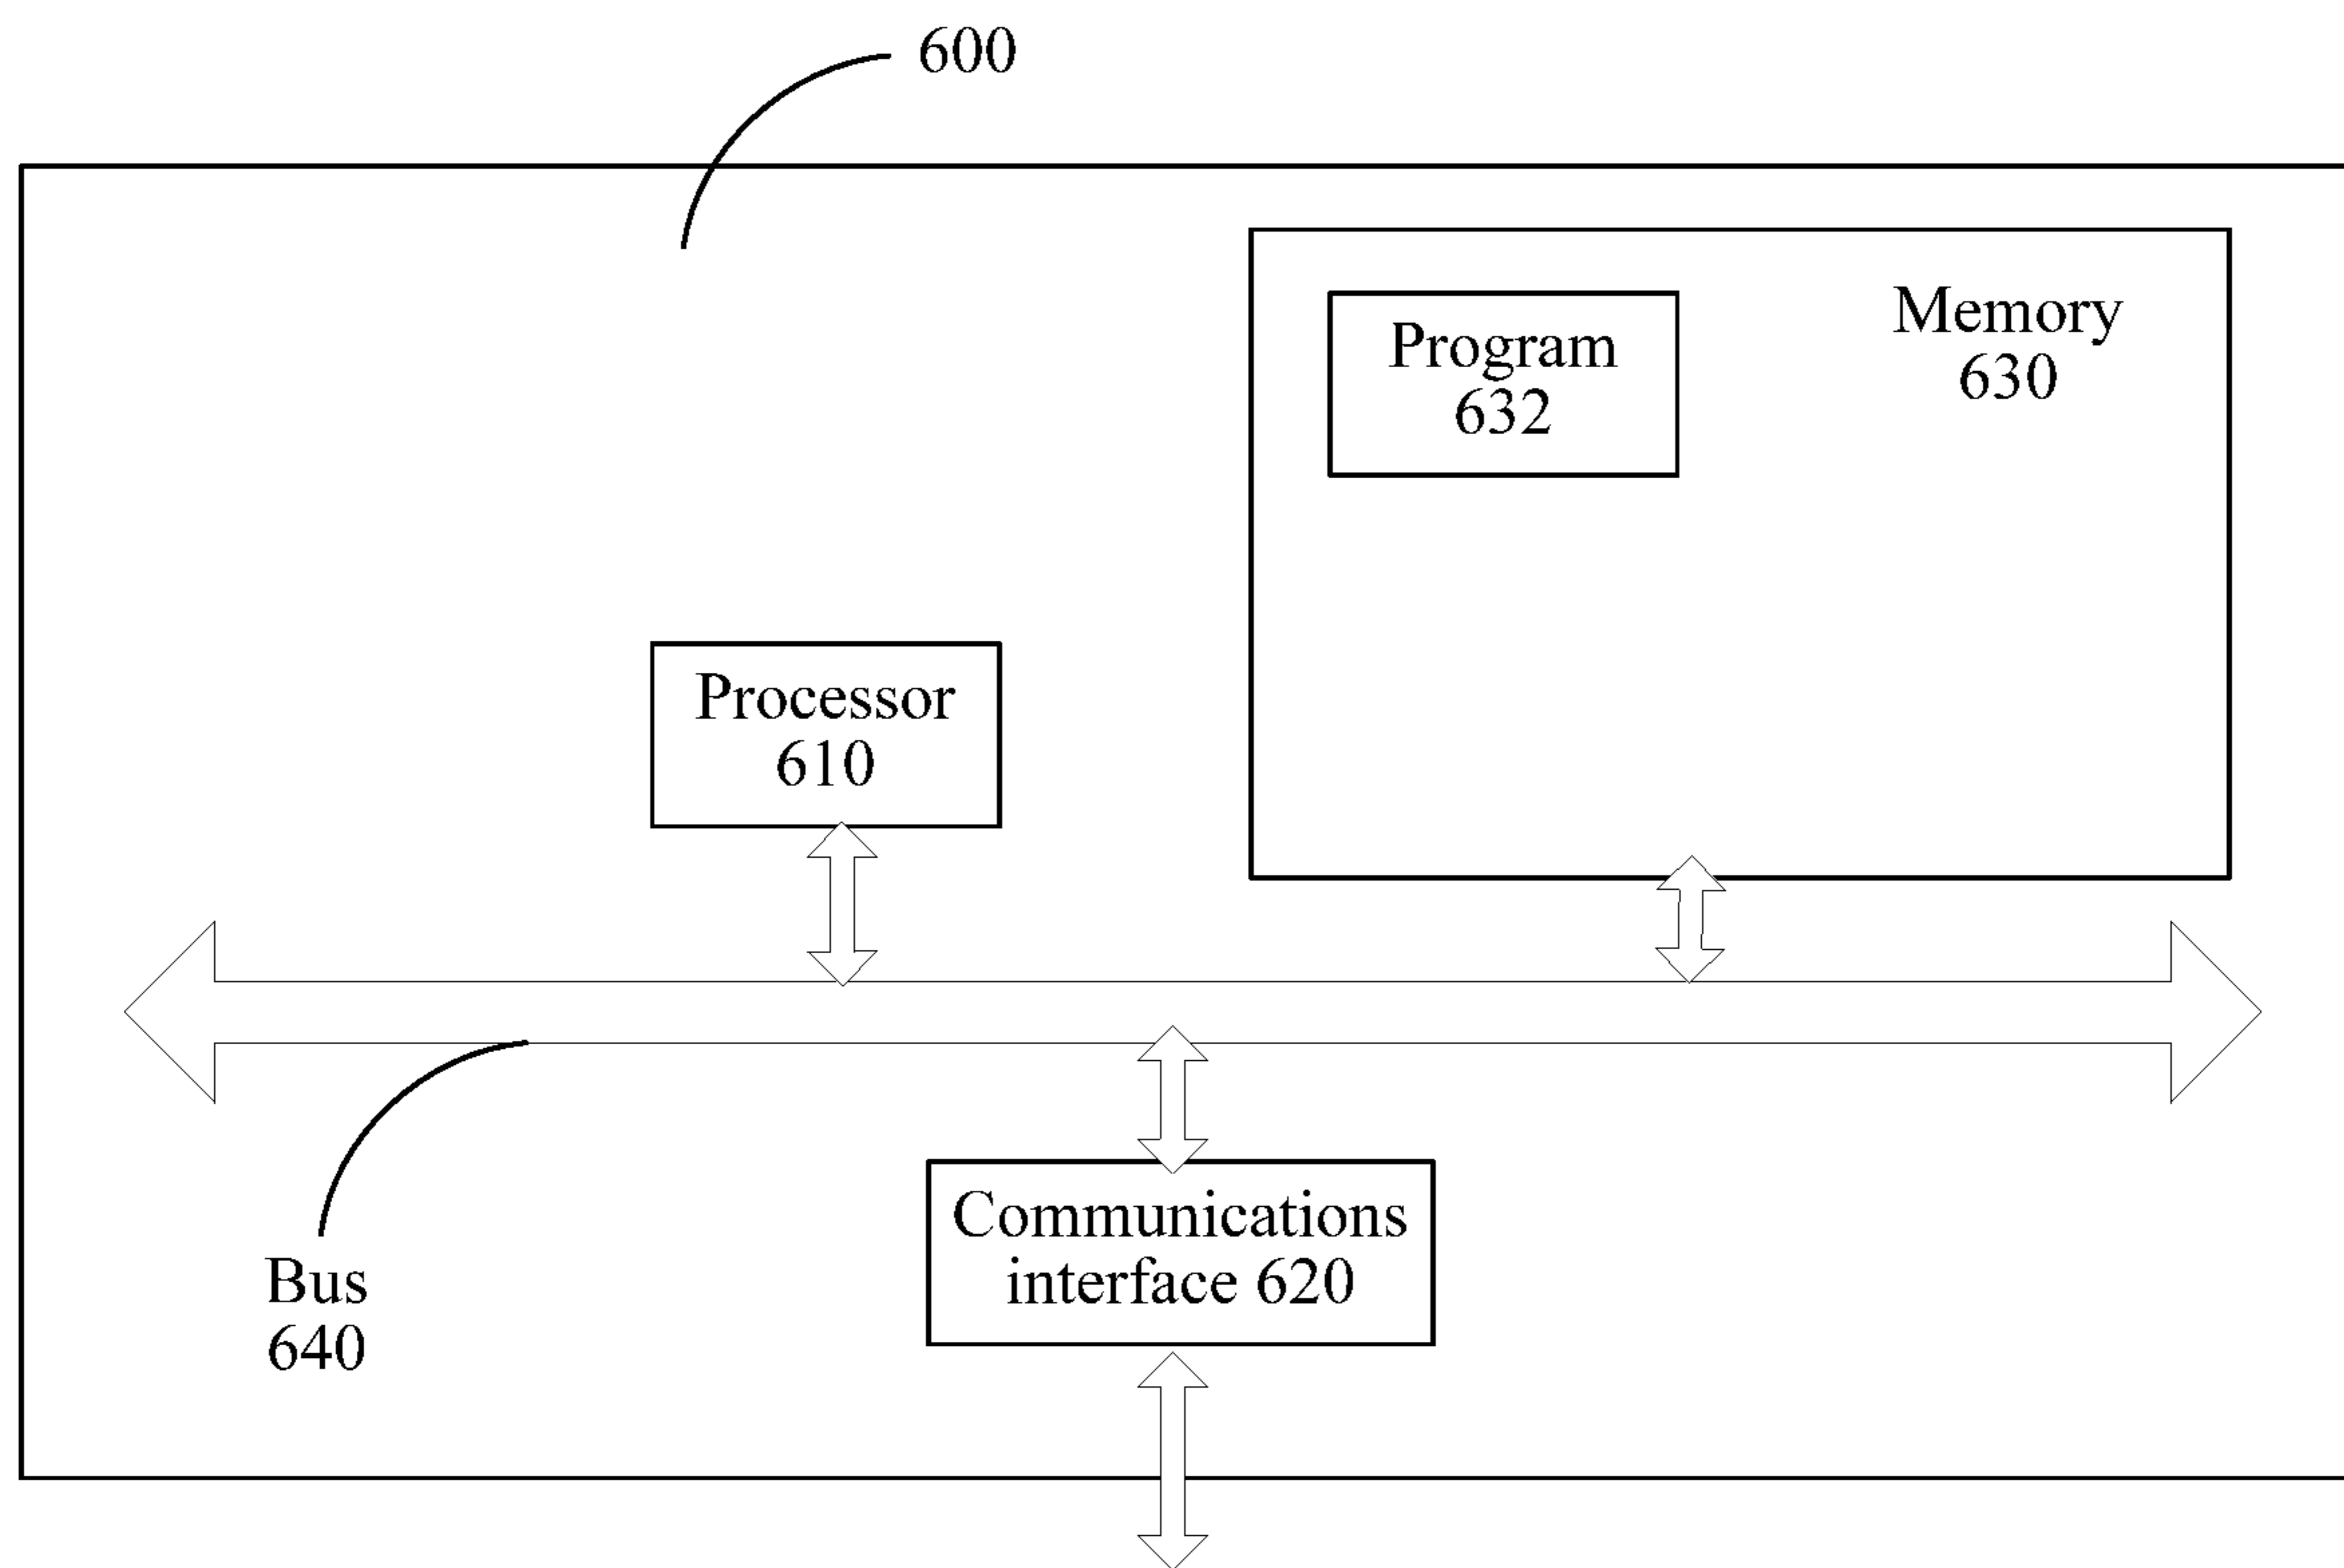 600
Memory
630
Program
632
Processor
610
Communications
interface 620
Bus
640